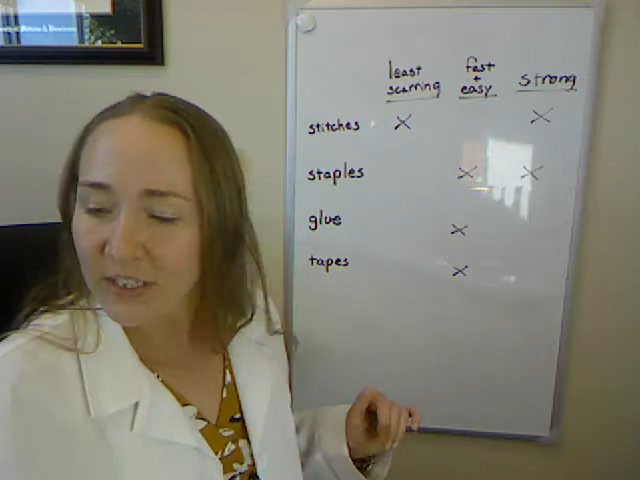 least
scarring
fast
+
easy
strong
stitches X X
staples X X
glue X
tapes X